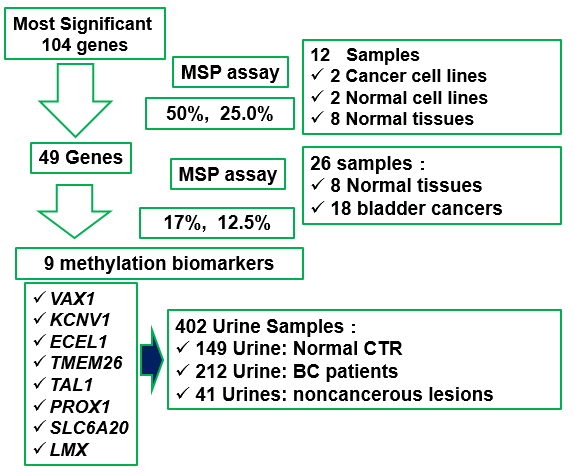 Most Significant
104 genes
MSP assay
50%, 25.0%
12 Samples
✓ 2 Cancer cell lines
✓ 2 Normal cell lines
✓ 8 Normal tissues
49 Genes
MSP assay
17%, 12.5%
26 samples :
✓ 8 Normal tissues
✓ 18 bladder cancers
9 methylation biomarkers
✓ VAX1
✓ KCNV1
✓ ECEL1
✓ TMEM26
✓ TAL1
✓ PROX1
✓ SLC6A20
✓ LMX
402 Urine Samples :
✓ 149 Urine: Normal CTR
✓ 212 Urine: BC patients
✓ 41 Urines: noncancerous lesions